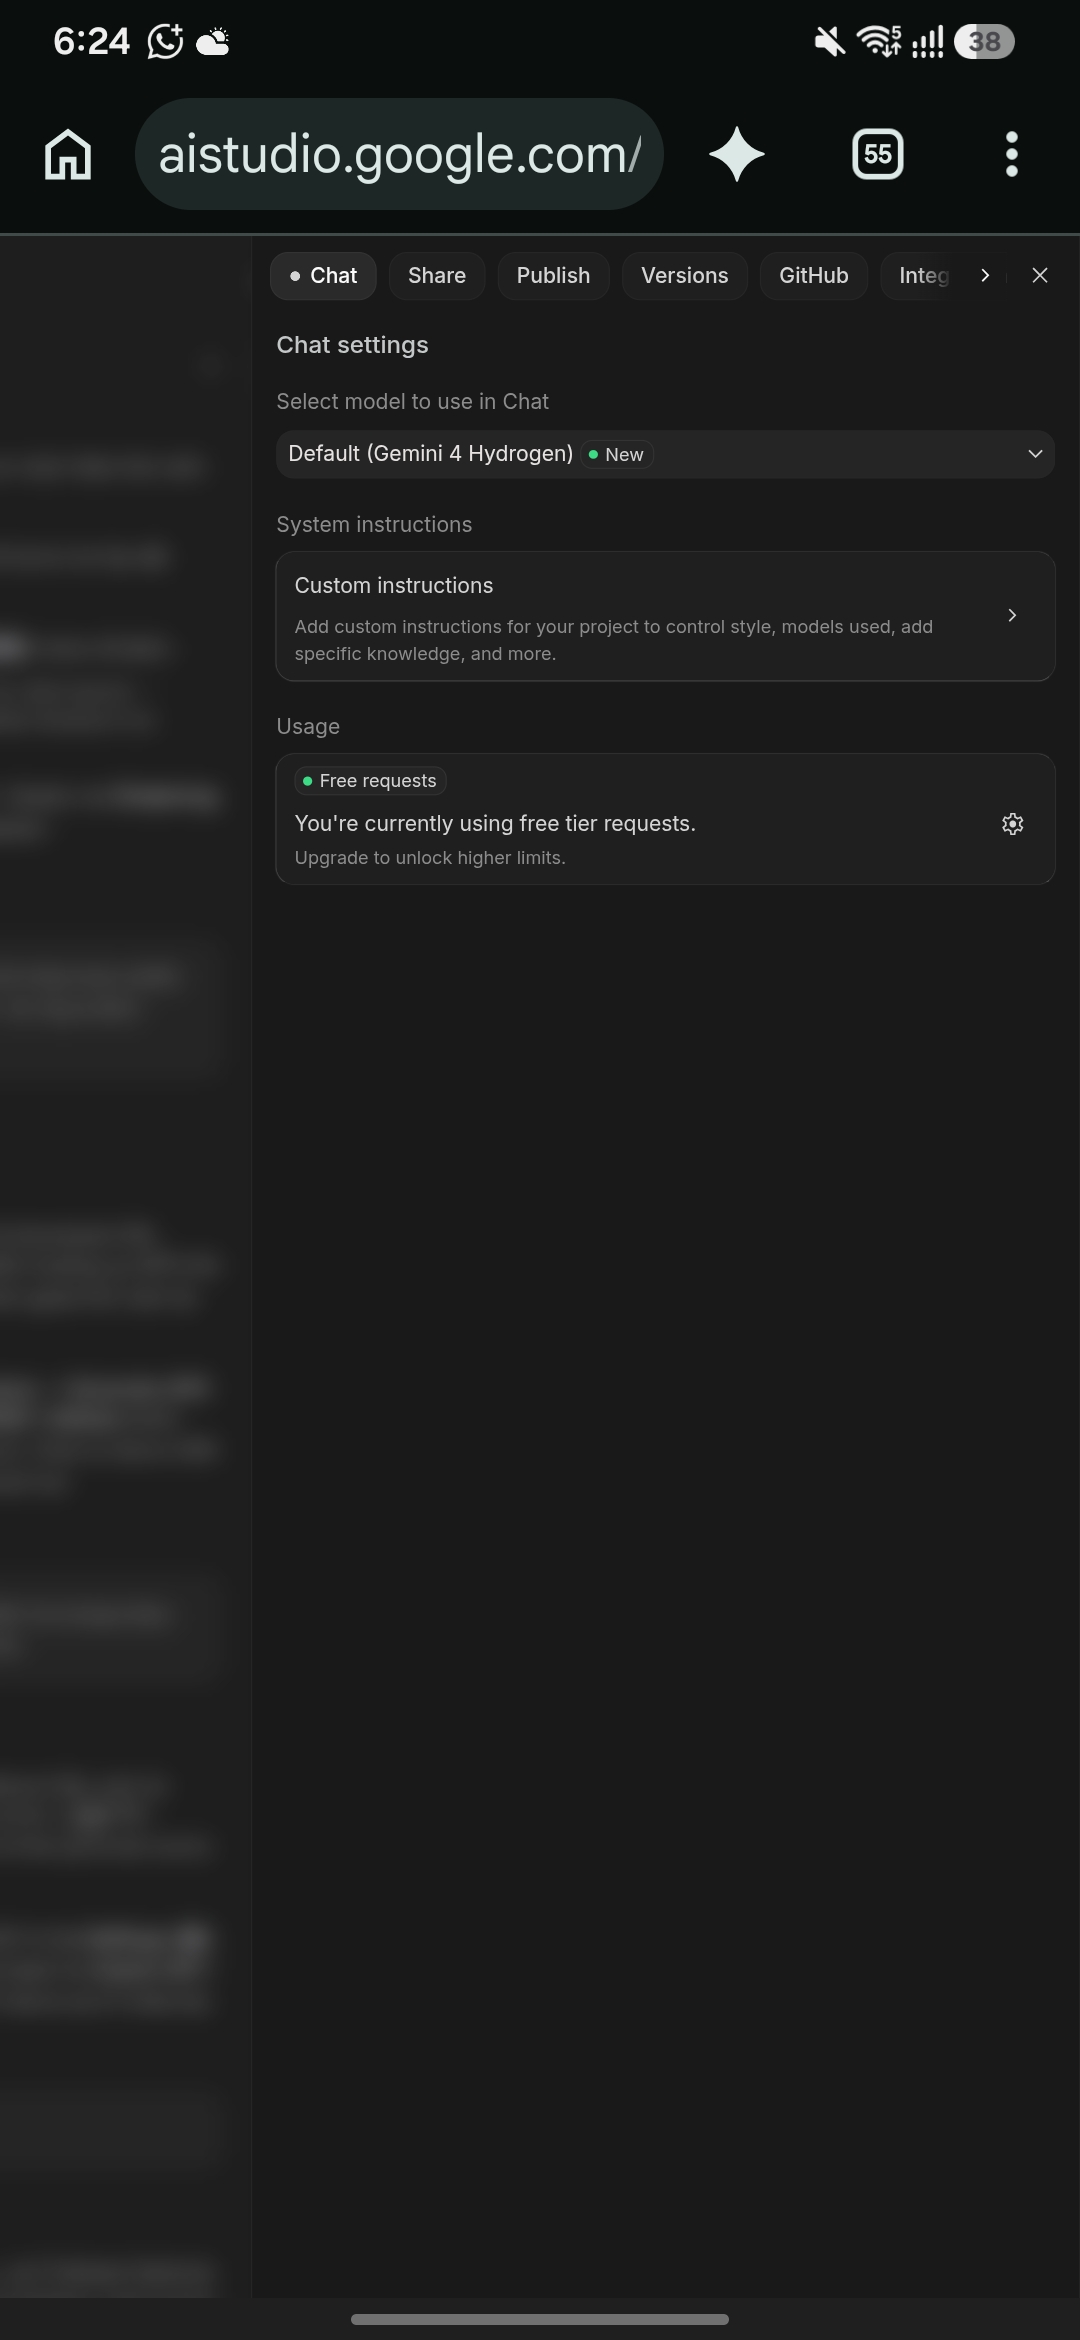 6:24
5
38
aistudio.google.com/
55
Chat
Share
Publish
Versions
GitHub
Integ
Chat settings
Select model to use in Chat
Default (Gemini 4 Hydrogen)
New
System instructions
Custom instructions
Add custom instructions for your project to control style, models used, add
specific knowledge, and more.
Usage
Free requests
You're currently using free tier requests.
Upgrade to unlock higher limits.